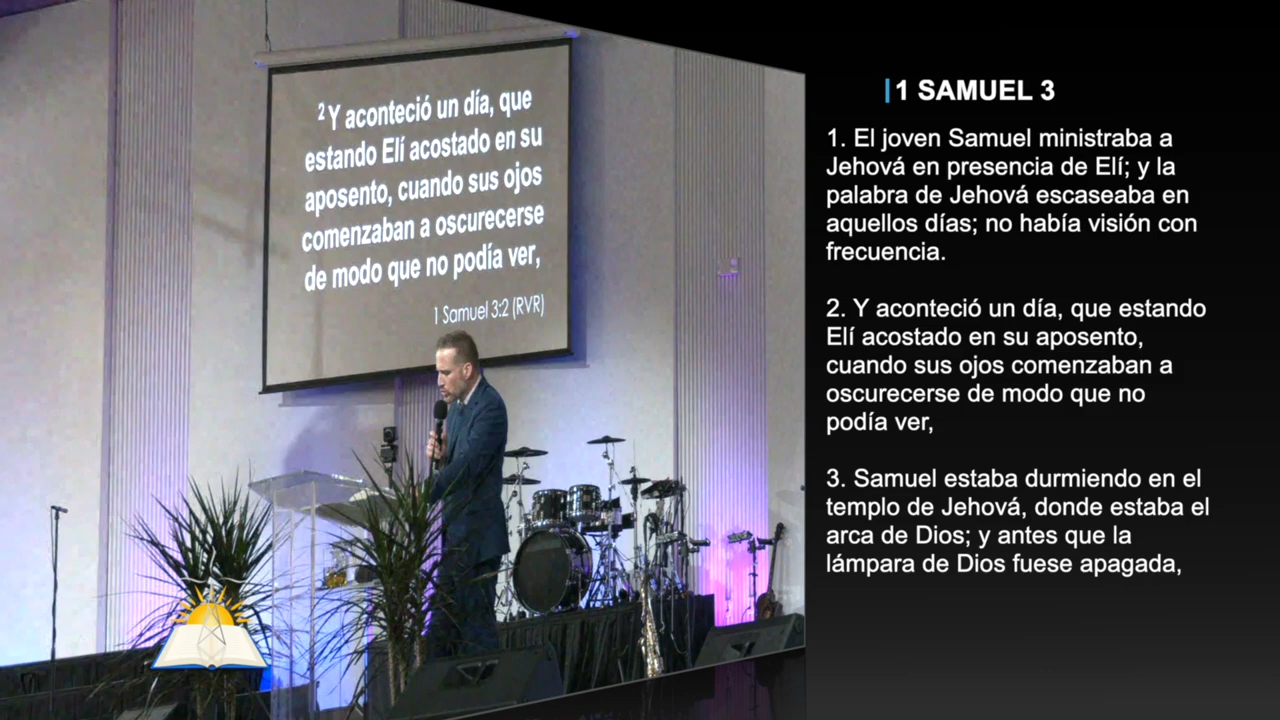 2 Y aconteció un día, que
estando Elí acostado en su
aposento, cuando sus ojos
comenzaban a oscurecerse
de modo que no podía ver,
1 Samuel 3:2 (RVR)
1 SAMUEL 3
1. El joven Samuel ministraba a
Jehová en presencia de Elí; y la
palabra de Jehová escaseaba en
aquellos días; no había visión con
frecuencia.
2. Y aconteció un día, que estando
Elí acostado en su aposento,
cuando sus ojos comenzaban a
oscurecerse de modo que no
podía ver,
3. Samuel estaba durmiendo en el
templo de Jehová, donde estaba el
arca de Dios; y antes que la
lámpara de Dios fuese apagada,